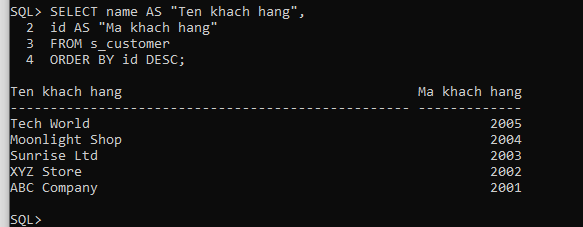 SQL> SELECT name AS "Ten khach hang",
  2  id AS "Ma khach hang"
  3  FROM s_customer
  4  ORDER BY id DESC;
Ten khach hang                                     Ma khach hang
-------------------------------------------------- -------------
Tech World                                                  2005
Moonlight Shop                                              2004
Sunrise Ltd                                                 2003
XYZ Store                                                   2002
ABC Company                                                 2001
SQL>